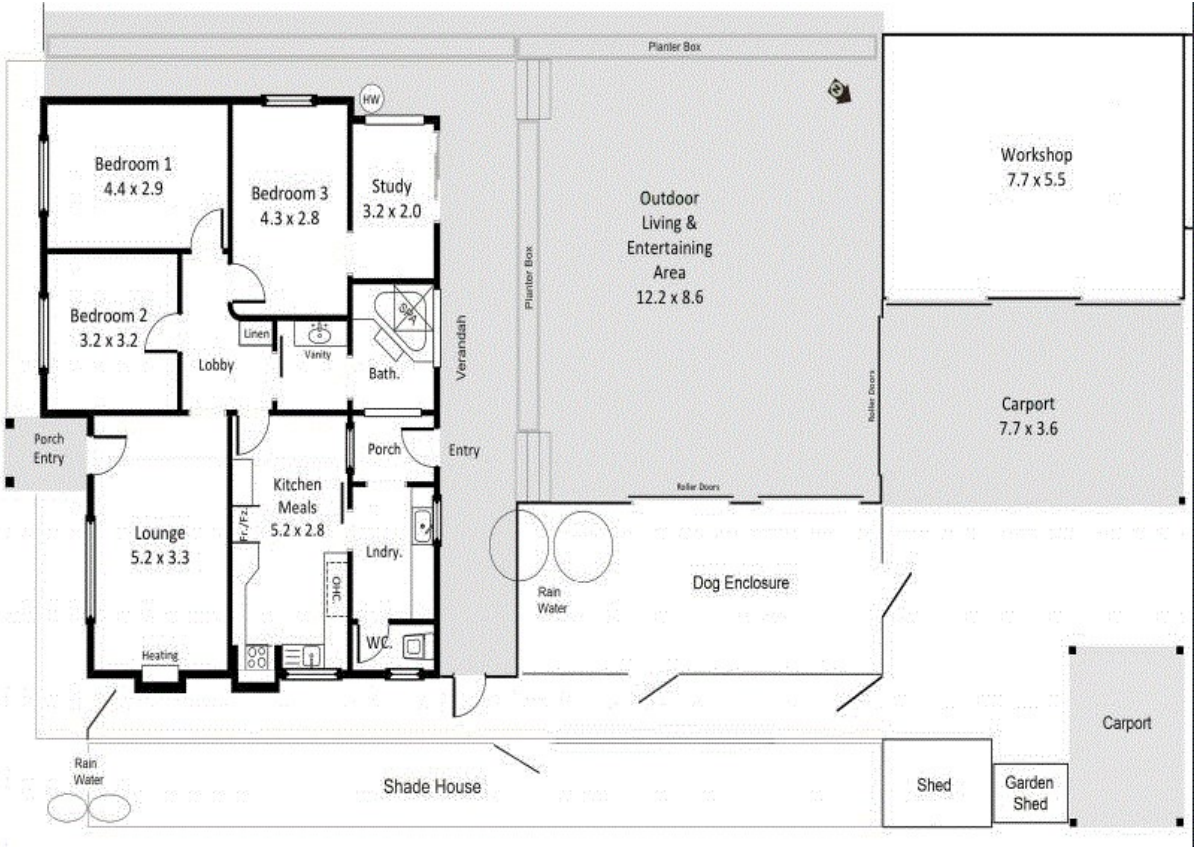 Planter Box
HW
N
Bedroom 1
4.4 x 2.9
Bedroom 3
4.3 x 2.8
Study
3.2 x 2.0
Outdoor
Living &
Entertaining
Area
12.2 x 8.6
Workshop
7.7 x 5.5
Planter Box
Bedroom 2
3.2 x 3.2
SPA
Linen
Vanity
Lobby
Bath.
Verandah
Roller Doors
Carport
7.7 x 3.6
Porch
Entry
Porch
Entry
Kitchen
Meals
5.2 x 2.8
Roller Doors
Fr./Fz.
Lounge
5.2 x 3.3
Lndry.
OHC.
Rain
Water
Dog Enclosure
WC.
Heating
Carport
Rain
Water
Shade House
Shed
Garden
Shed